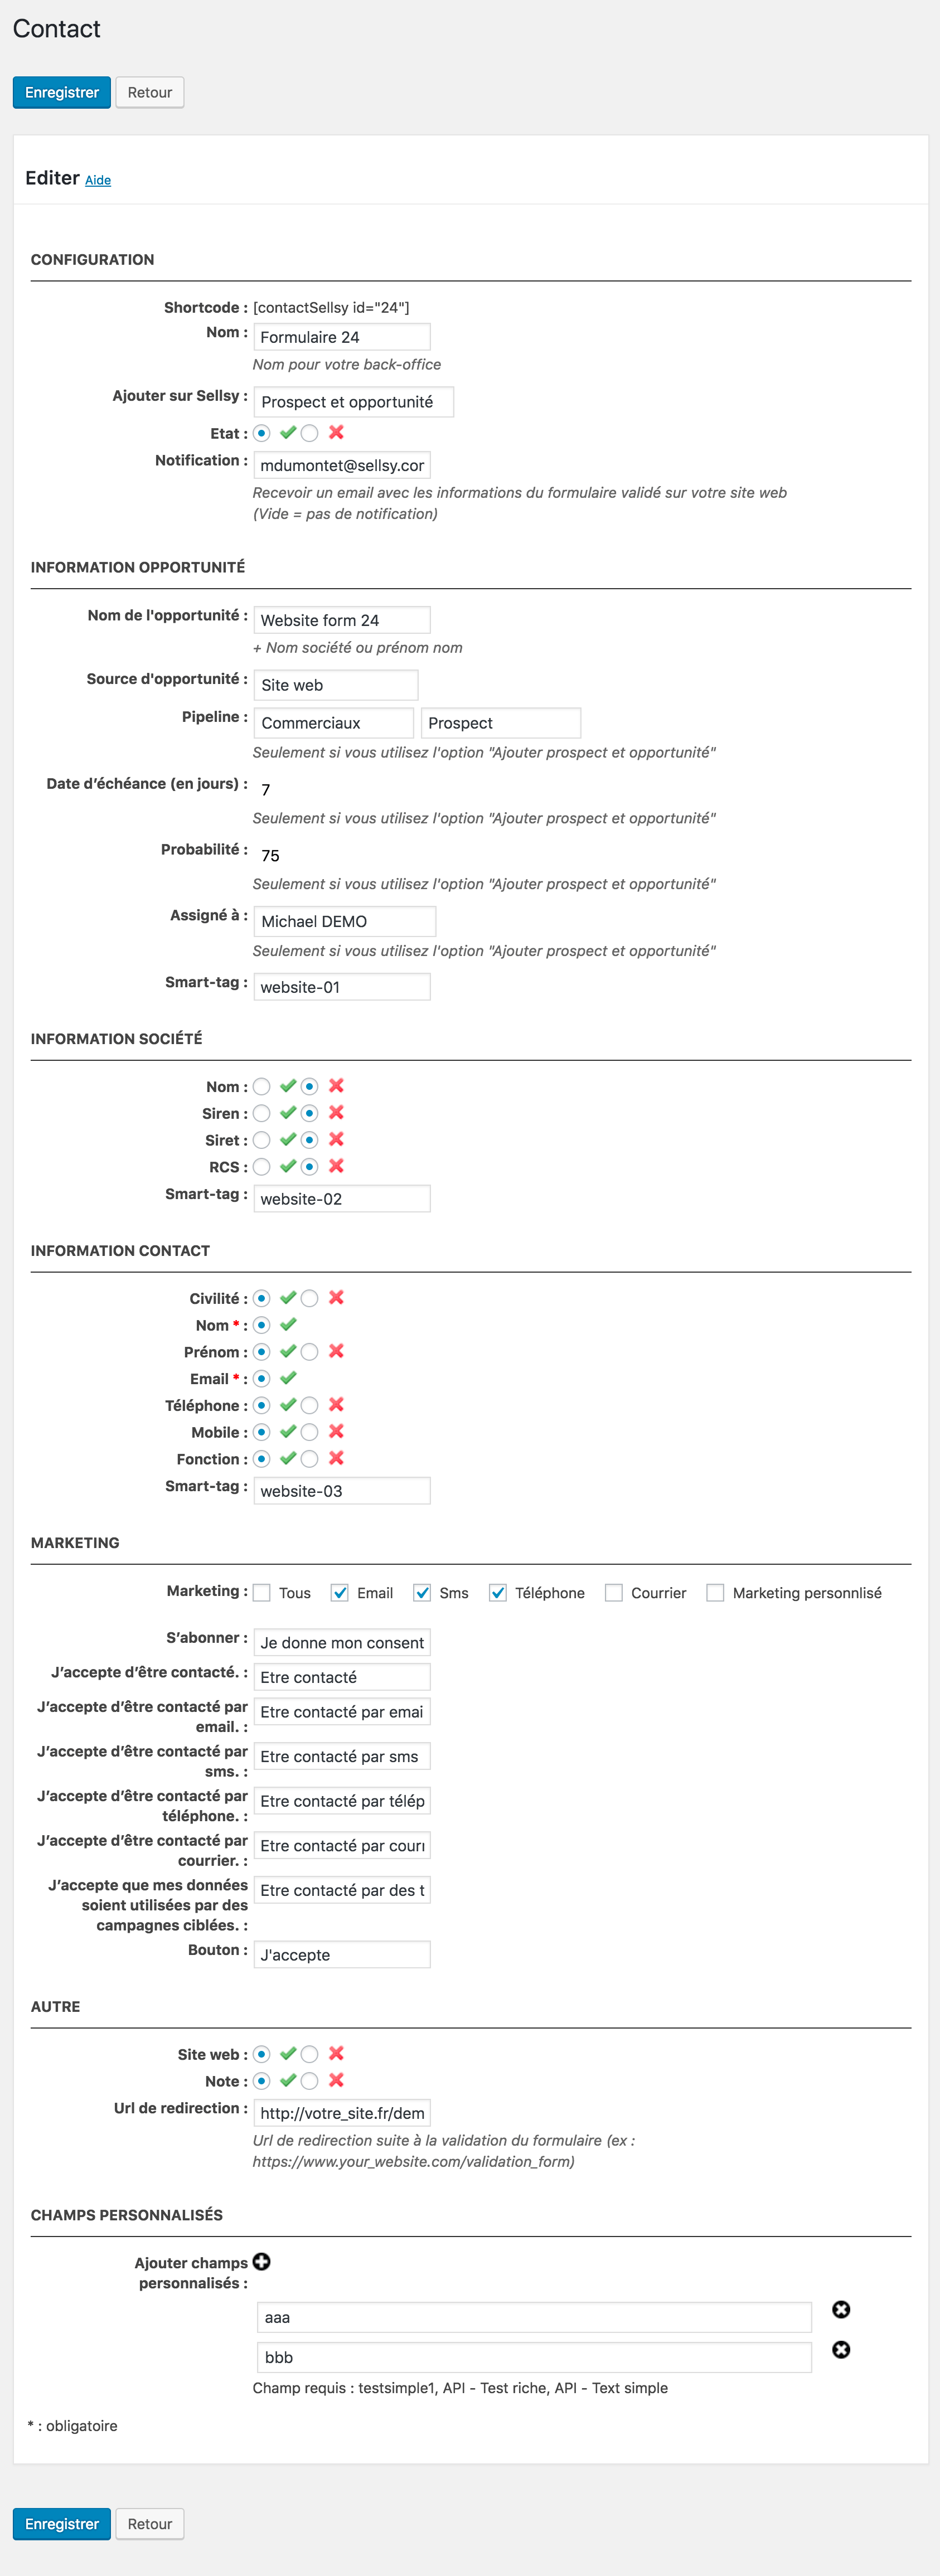 Contact
Enregistrer Retour
Editer Aide
CONFIGURATION
Shortcode : [contactSellsy id="24"]
Nom : Formulaire 24
Nom pour votre back-office
Ajouter sur Sellsy : Prospect et opportunité
Etat :
Notification : mdumontet@sellsy.cor
Recevoir un email avec les informations du formulaire validé sur votre site web
(Vide = pas de notification)
INFORMATION OPPORTUNITÉ
Nom de l'opportunité : Website form 24
+ Nom société ou prénom nom
Source d'opportunité : Site web
Pipeline : Commerciaux Prospect
Seulement si vous utilisez l'option "Ajouter prospect et opportunité"
Date d’échéance (en jours) : 7
Seulement si vous utilisez l'option "Ajouter prospect et opportunité"
Probabilité : 75
Seulement si vous utilisez l'option "Ajouter prospect et opportunité"
Assigné à : Michael DEMO
Seulement si vous utilisez l'option "Ajouter prospect et opportunité"
Smart-tag : website-01
INFORMATION SOCIÉTÉ
Nom :
Siren :
Siret :
RCS :
Smart-tag : website-02
INFORMATION CONTACT
Civilité :
Nom * :
Prénom :
Email * :
Téléphone :
Mobile :
Fonction :
Smart-tag : website-03
MARKETING
Marketing : Tous Email Sms Téléphone Courrier Marketing personnlisé
S’abonner : Je donne mon consent
J’accepte d’être contacté. : Etre contacté
J’accepte d’être contacté par Etre contacté par emai
email. :
J’accepte d’être contacté par Etre contacté par sms
sms. :
J’accepte d’être contacté par Etre contacté par télép
téléphone. :
J’accepte d’être contacté par Etre contacté par courr
courrier. :
J’accepte que mes données Etre contacté par des t
soient utilisées par des
campagnes ciblées. :
Bouton : J'accepte
AUTRE
Site web :
Note :
Url de redirection : http://votre_site.fr/dem
Url de redirection suite à la validation du formulaire (ex :
https://www.your_website.com/validation_form)
CHAMPS PERSONNALISÉS
Ajouter champs
personnalisés :
aaa
bbb
Champ requis : testsimple1, API - Test riche, API - Text simple
* : obligatoire
Enregistrer Retour